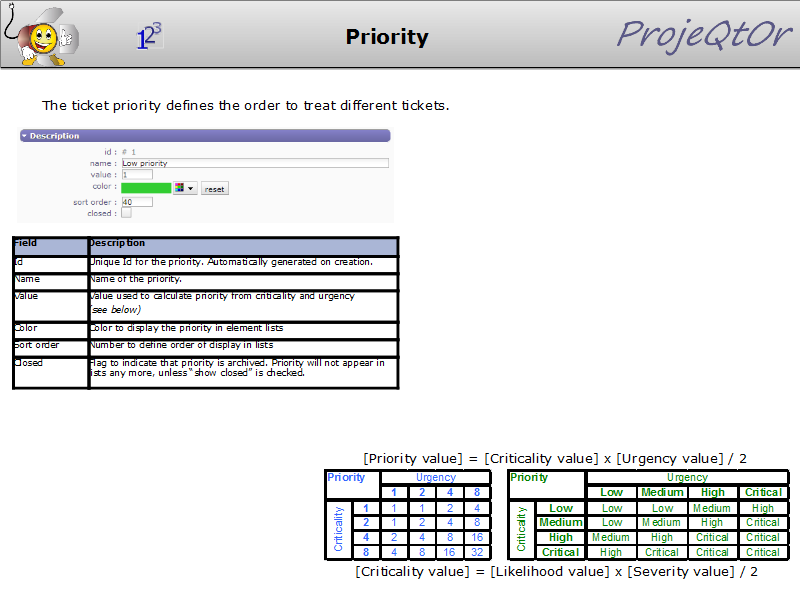 123
Priority
ProjeQtOr
The ticket priority defines the order to treat different tickets.
Description
id : # 1
name : Low priority
value : 1
color :
reset
sort order : 40
closed :
Field Description
Id Unique Id for the priority. Automatically generated on creation.
Name Name of the priority.
Value Value used to calculate priority from criticality and urgency
(see below)
Color Color to display the priority in element lists
Sort order Number to define order of display in lists
Closed Flag to indicate that priority is archived. Priority will not appear in
lists any more, unless “show closed” is checked.
[Priority value] = [Criticality value] x [Urgency value] / 2
Priority Urgency
1 2 4 8
Criticality
1 1 1 2 4
2 1 2 4 8
4 2 4 8 16
8 4 8 16 32
Priority Urgency
Low Medium High Critical
Criticality
Low Low Low Medium High
Medium Low Medium High Critical
High Medium High Critical Critical
Critical High Critical Critical Critical
[Criticality value] = [Likelihood value] x [Severity value] / 2